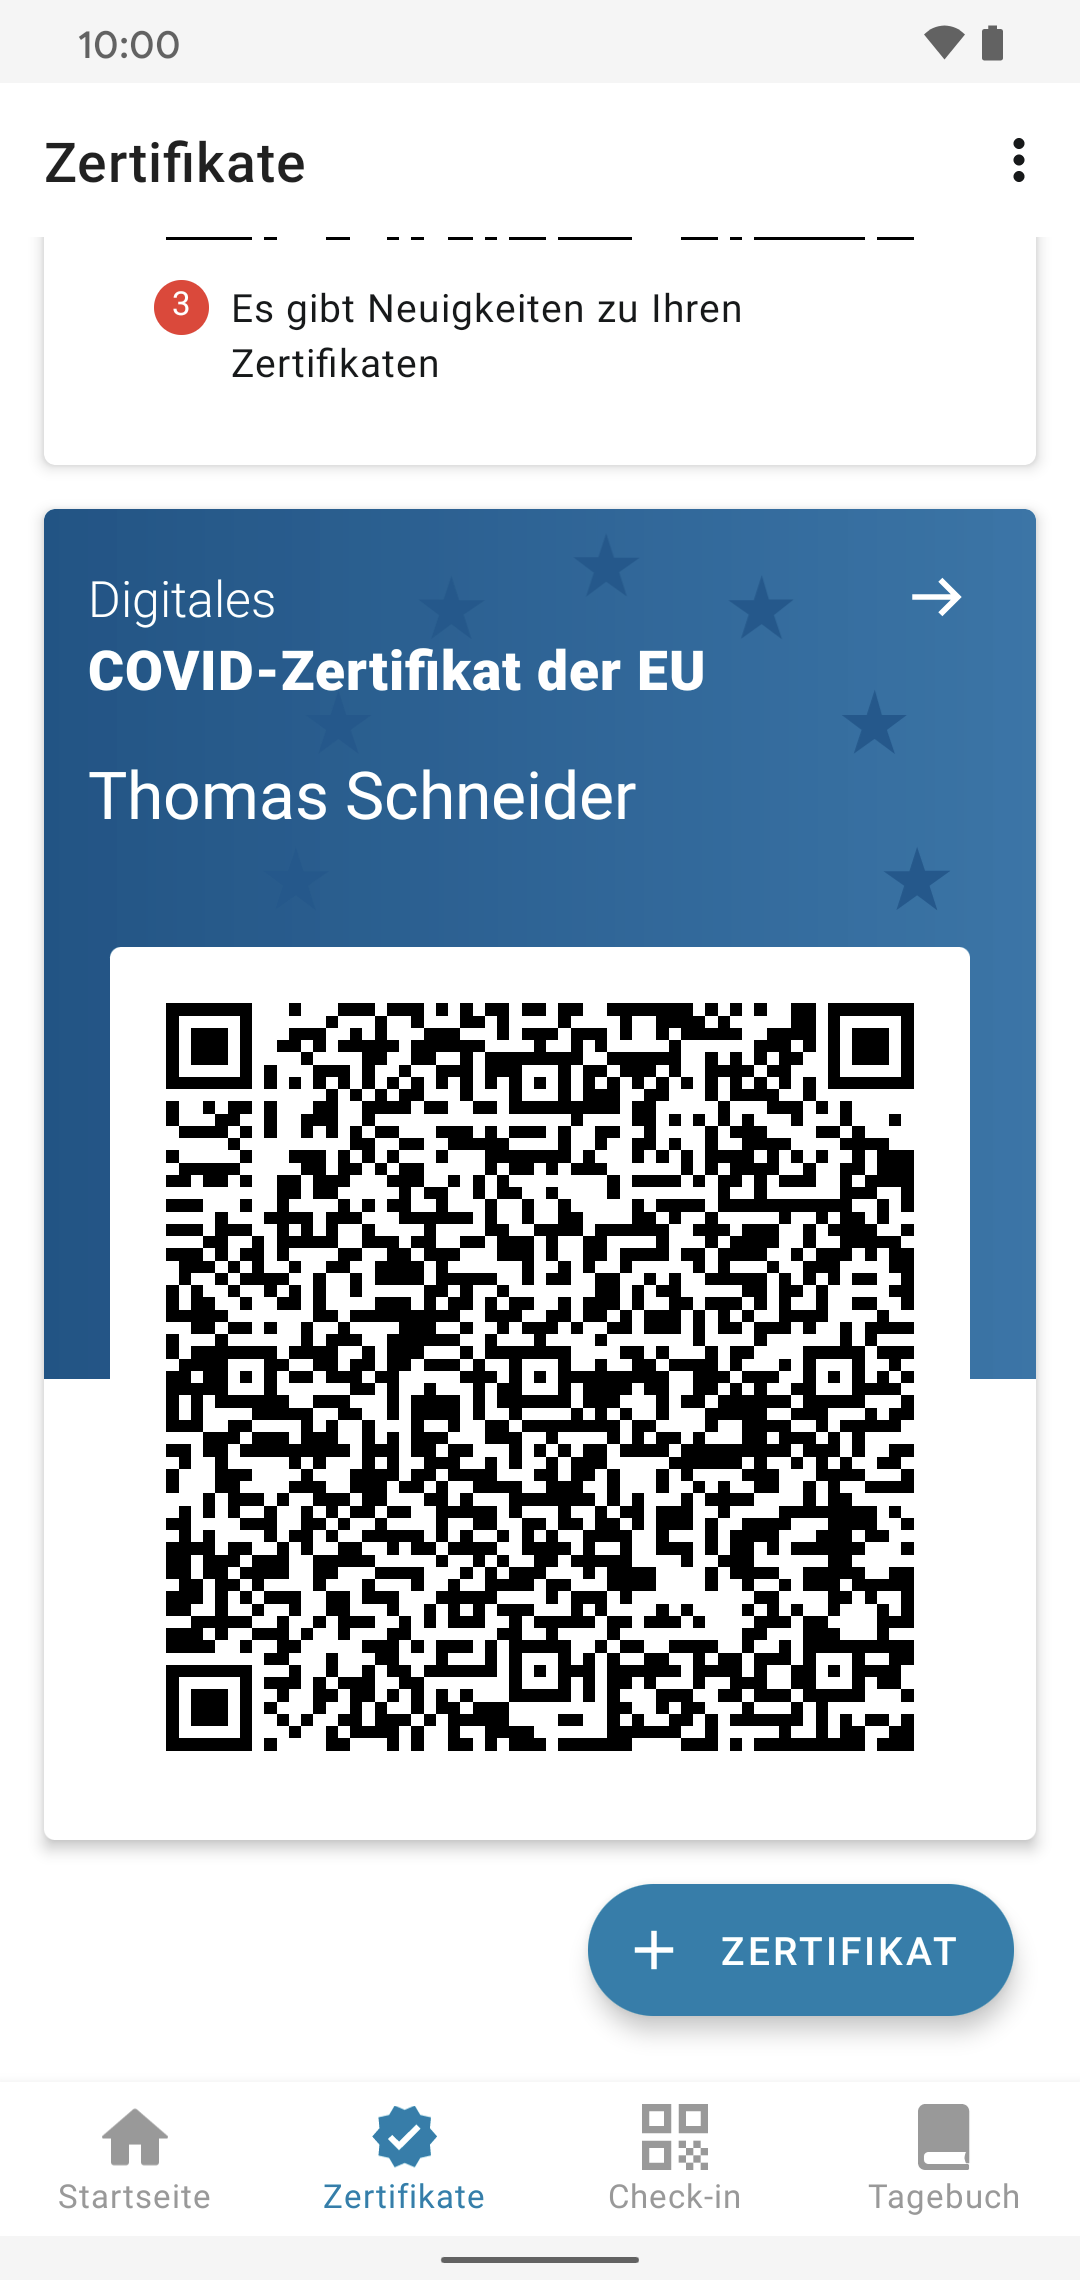 10:00
Zertifikate
3
Es gibt Neuigkeiten zu Ihren
Zertifikaten
Digitales
COVID-Zertifikat der EU
Thomas Schneider
ZERTIFIKAT
Startseite
Zertifikate
Check-in
Tagebuch